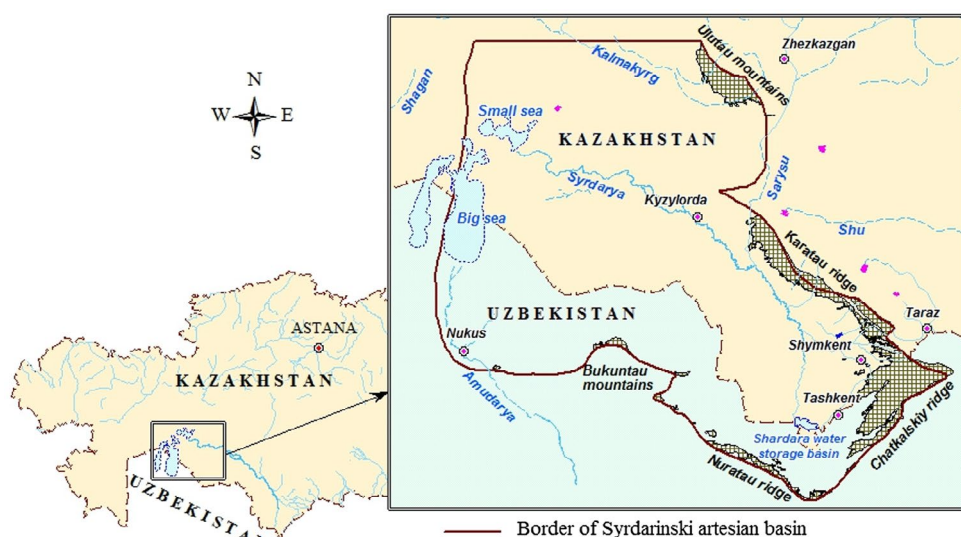 N
W E
S
ASTANA
KAZAKHSTAN
UZBEKISTAN
Ulutau mountains
Zhezkazgan
Kalmakyrg
Shagan
Small sea
KAZAKHSTAN
Syrdarya
Sarysu
Kyzylorda
Big sea
Shu
Karatau ridge
UZBEKISTAN
Taraz
Nukus
Shymkent
Bukuntau
mountains
Amudarya
Tashkent
Shardara water
storage basin
Chatkalskiy ridge
Nuratau ridge
Border of Syrdarinski artesian basin